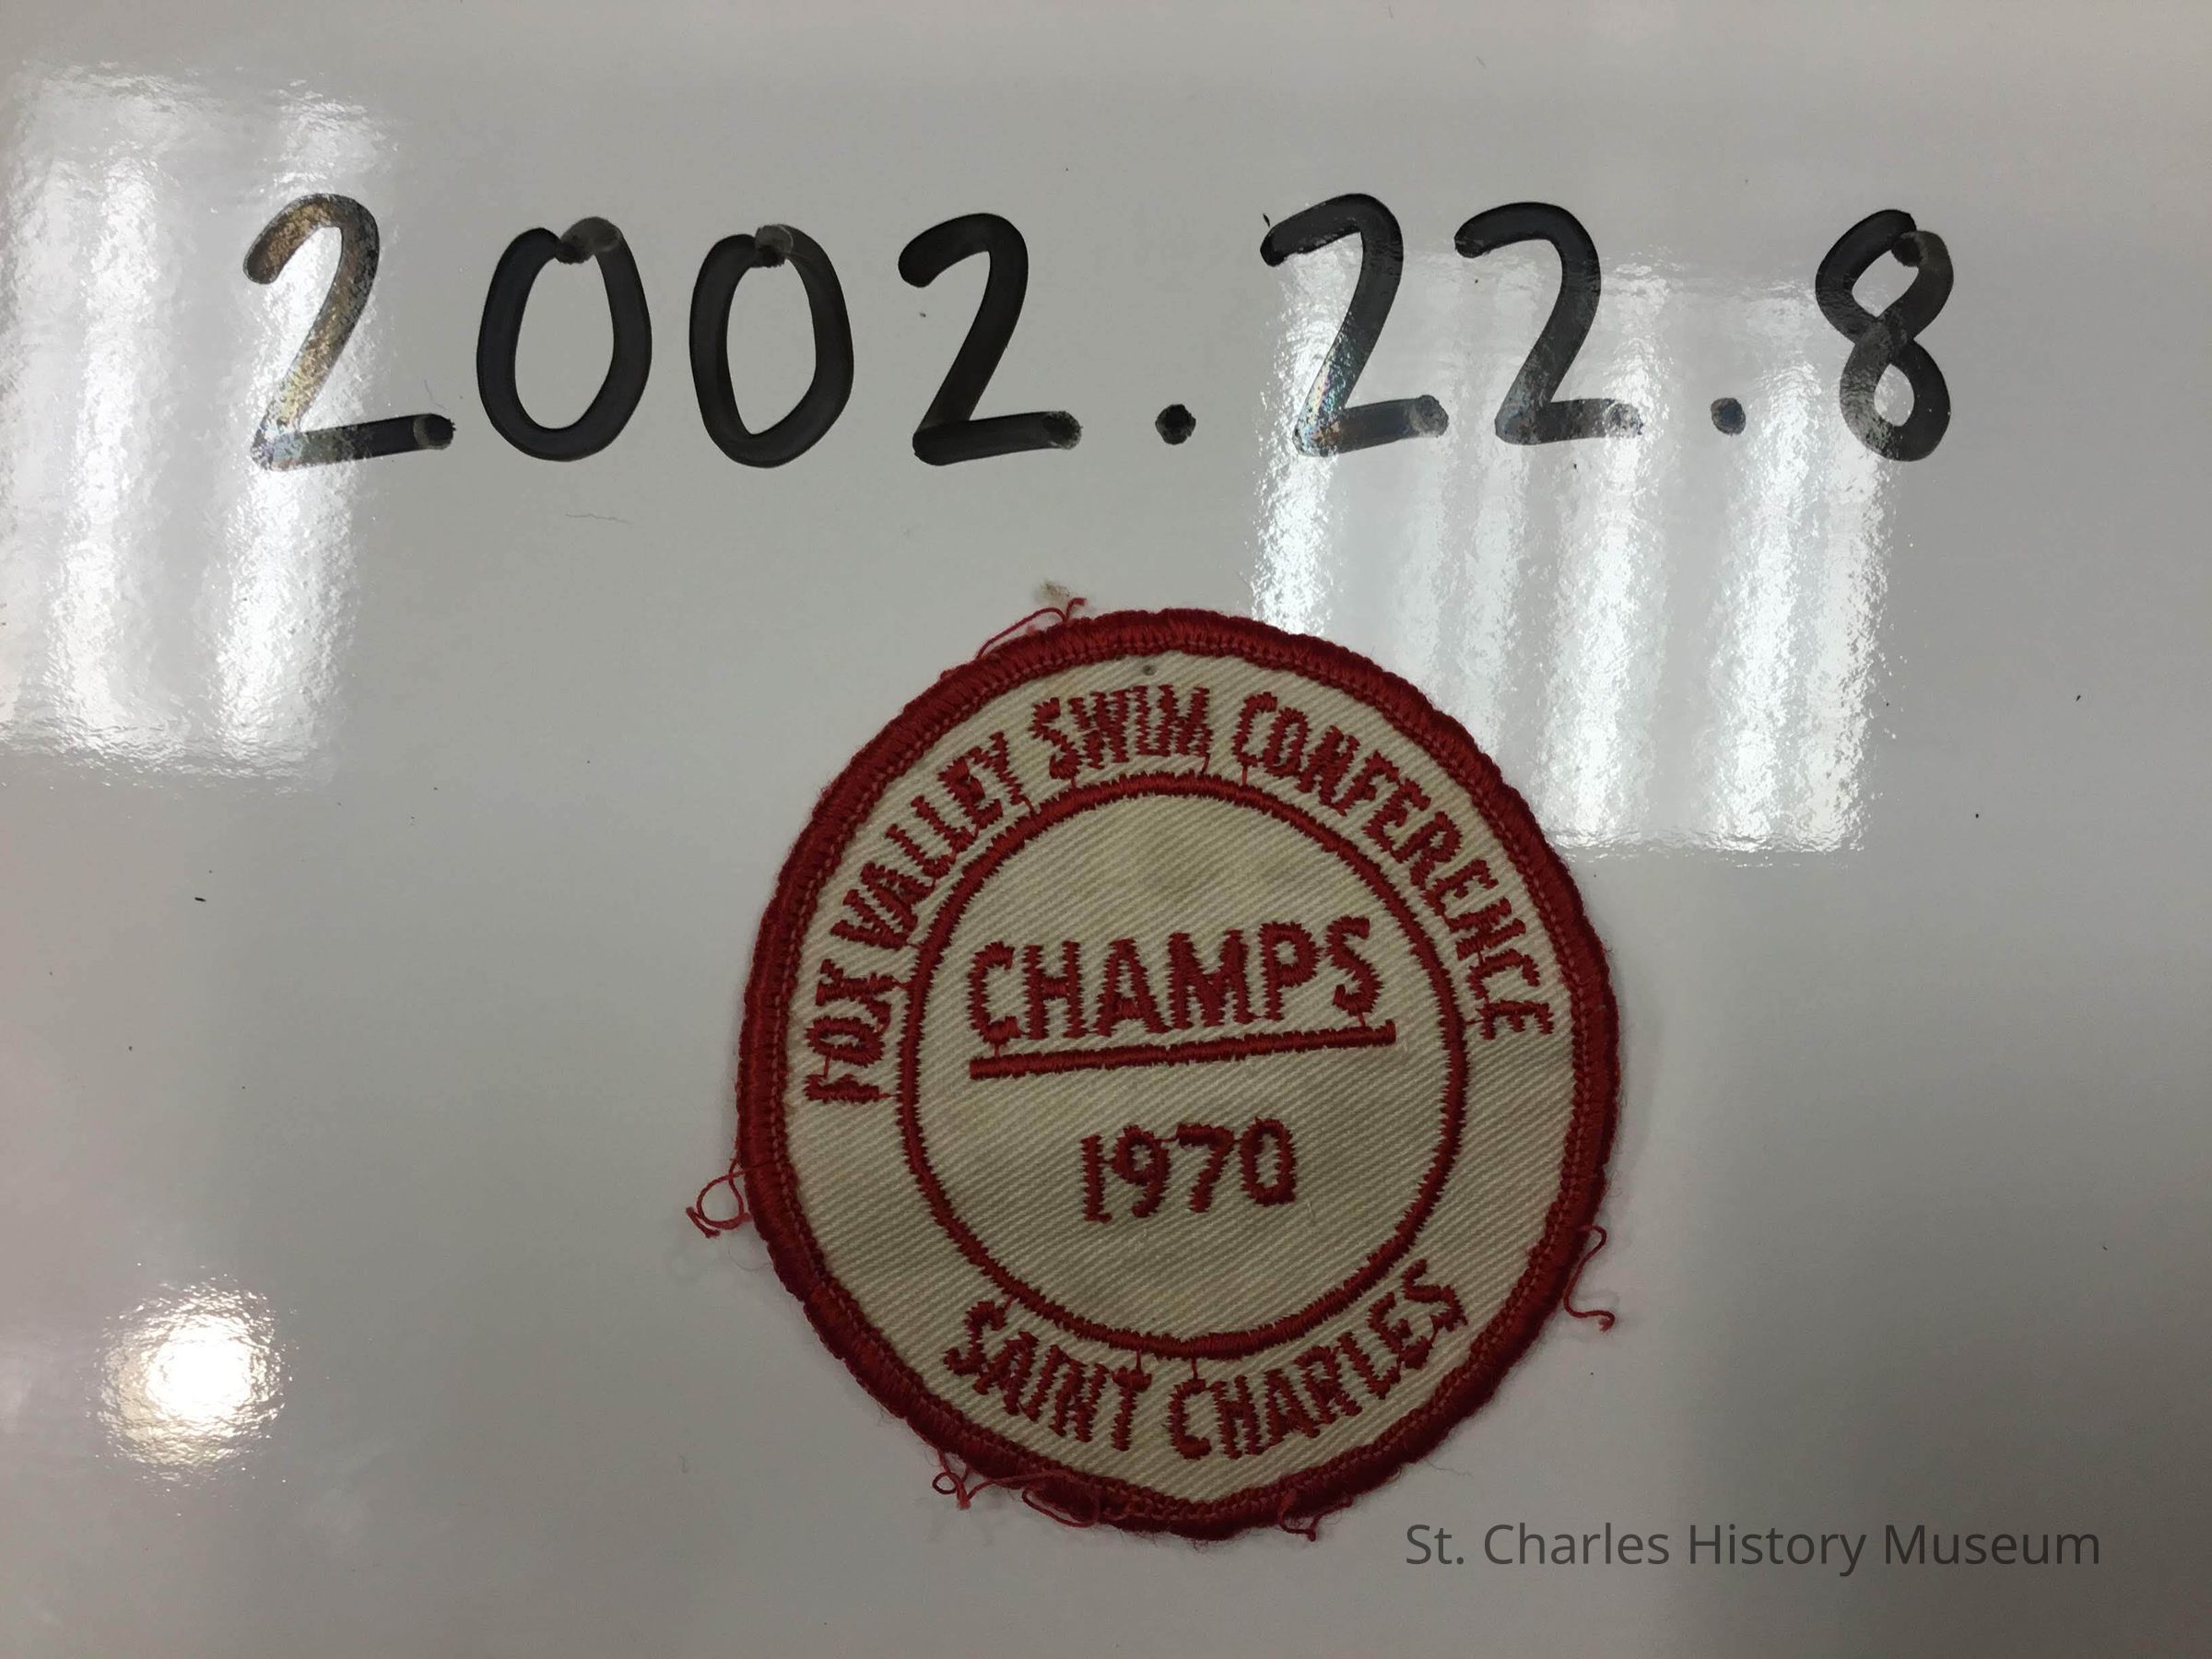 2002.22.8
FOX VALLEY SWIM CONFERENCE
CHAMPS
1970
SAINT CHARLES
St. Charles History Museum